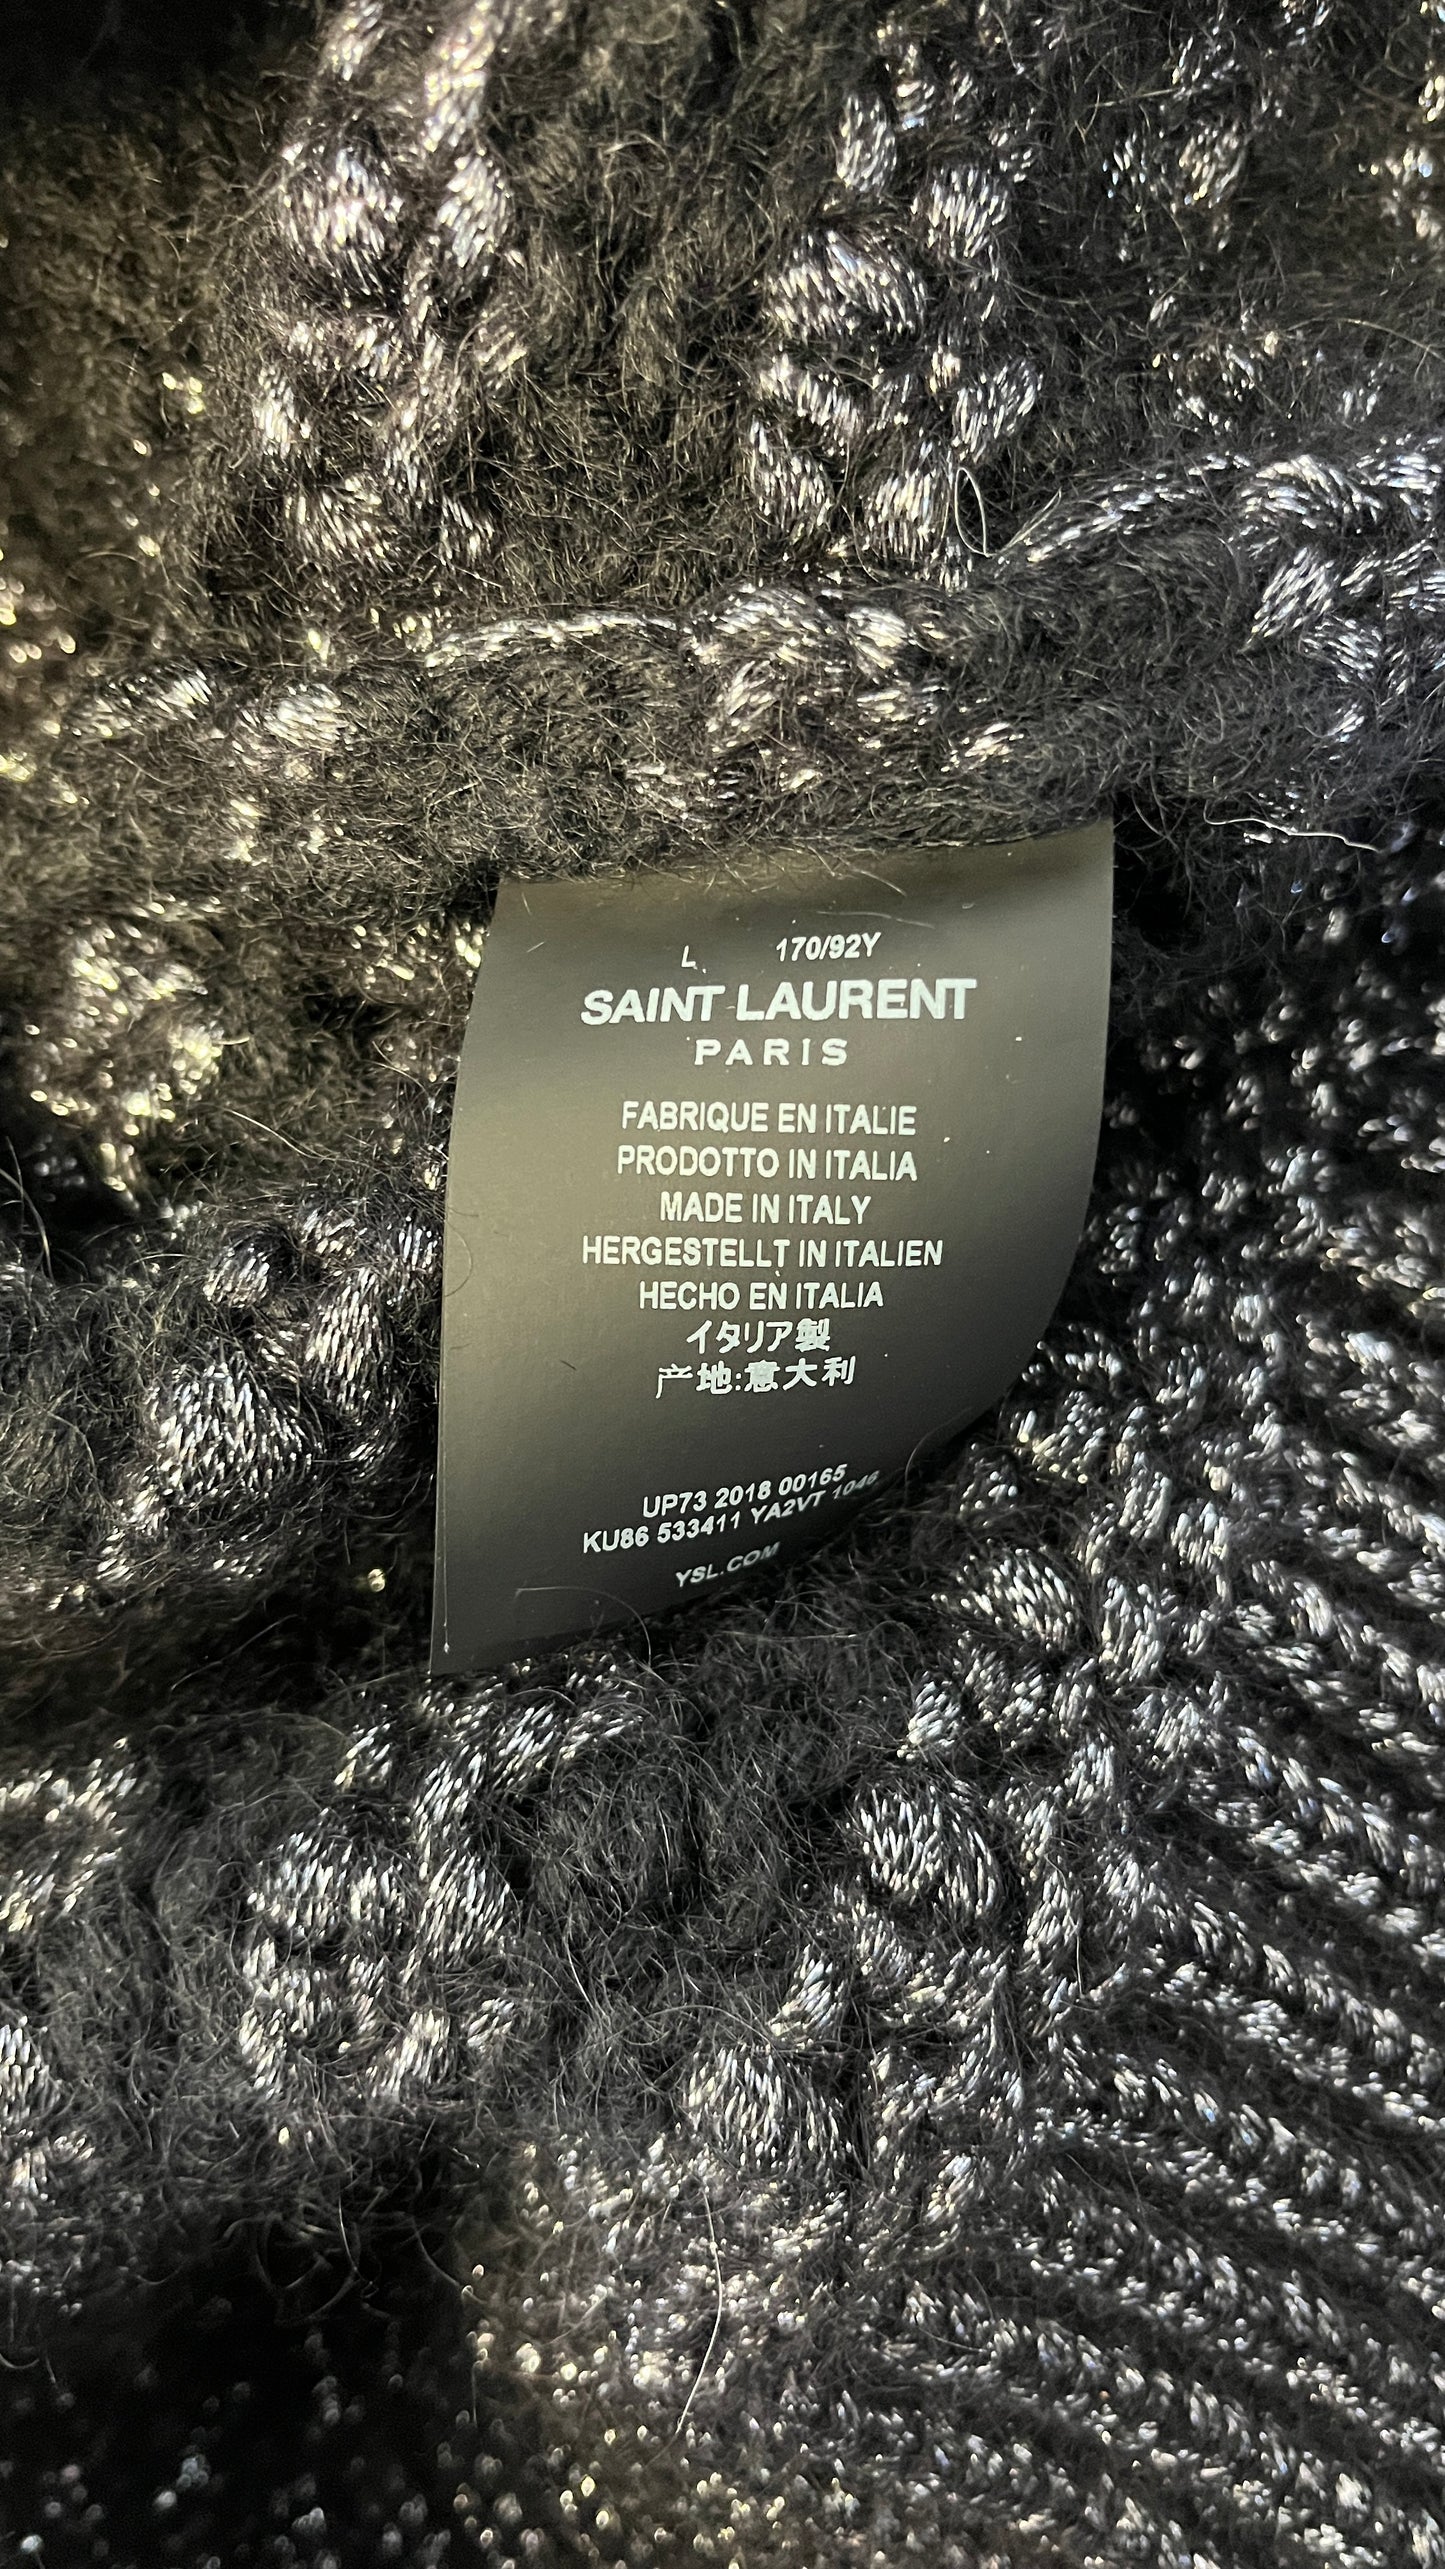 L 170/92Y
SAINT LAURENT
PARIS
FABRIQUE EN ITALIE
PRODOTTO IN ITALIA
MADE IN ITALY
HERGESTELLT IN ITALIEN
HECHO EN ITALIA
イタリア製
产地:意大利
UP73 2018 00165
KU86 533411 YA2VT 1046
YSL.COM